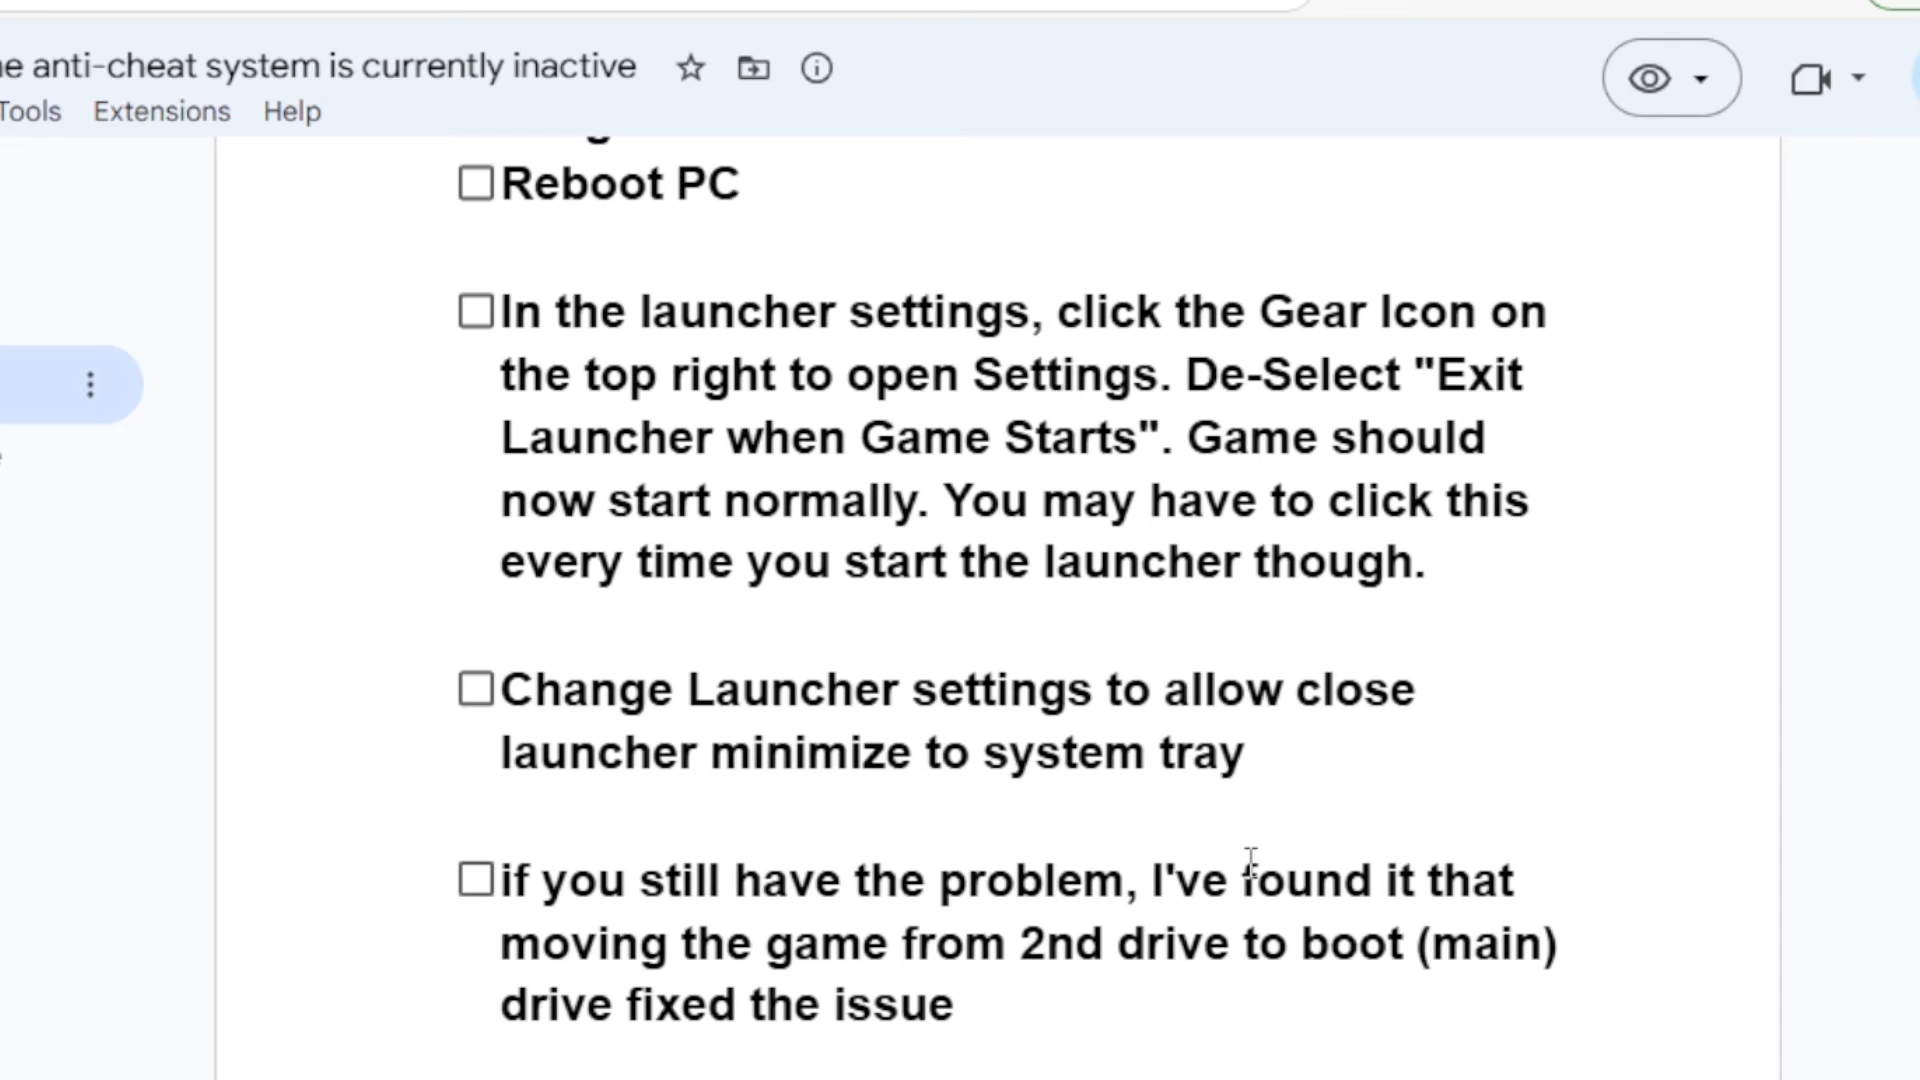 anti-cheat system is currently inactive
Tools Extensions Help
Reboot PC
In the launcher settings, click the Gear Icon on
the top right to open Settings. De-Select "Exit
Launcher when Game Starts". Game should
now start normally. You may have to click this
every time you start the launcher though.
Change Launcher settings to allow close
launcher minimize to system tray
if you still have the problem, I've found it that
moving the game from 2nd drive to boot (main)
drive fixed the issue